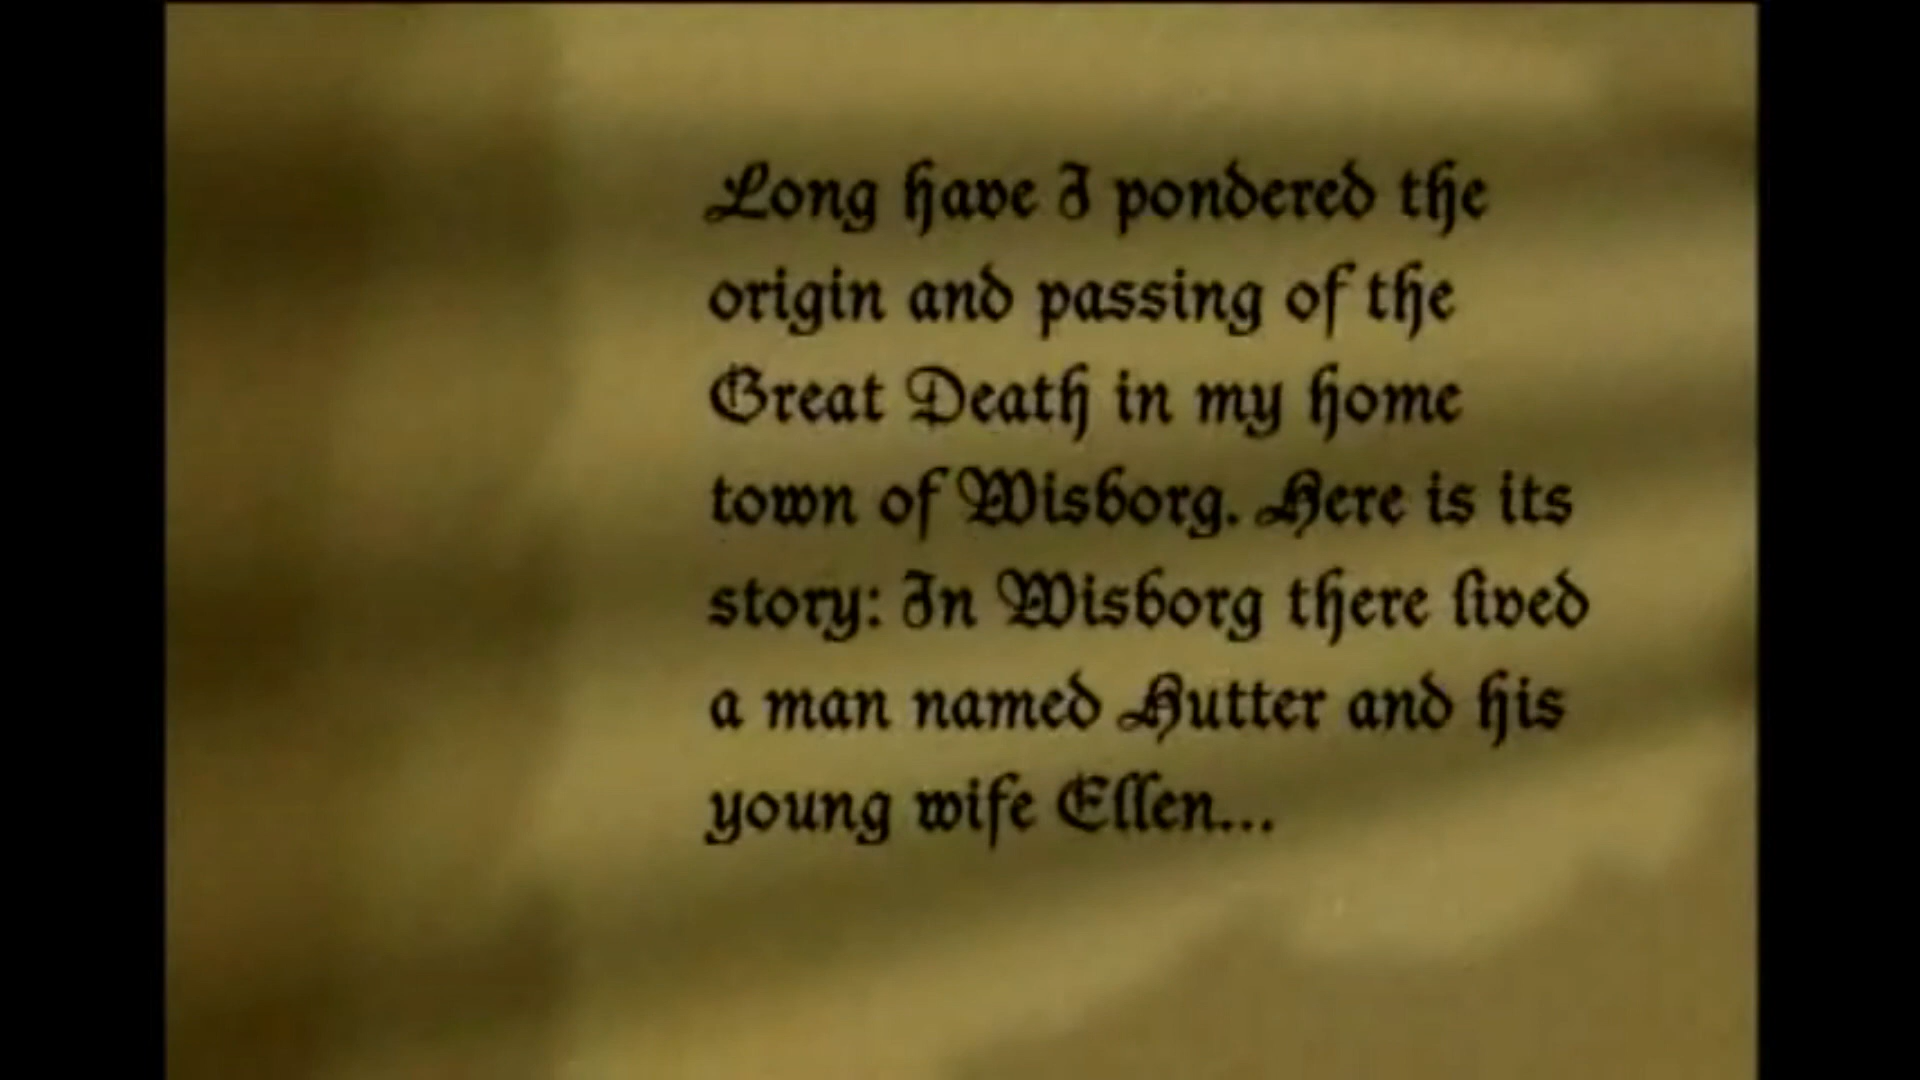 Long have I pondered the
origin and passing of the
Great Death in my home
town of Wisborg. Here is its
story: In Wisborg there lived
a man named Hutter and his
young wife Ellen...